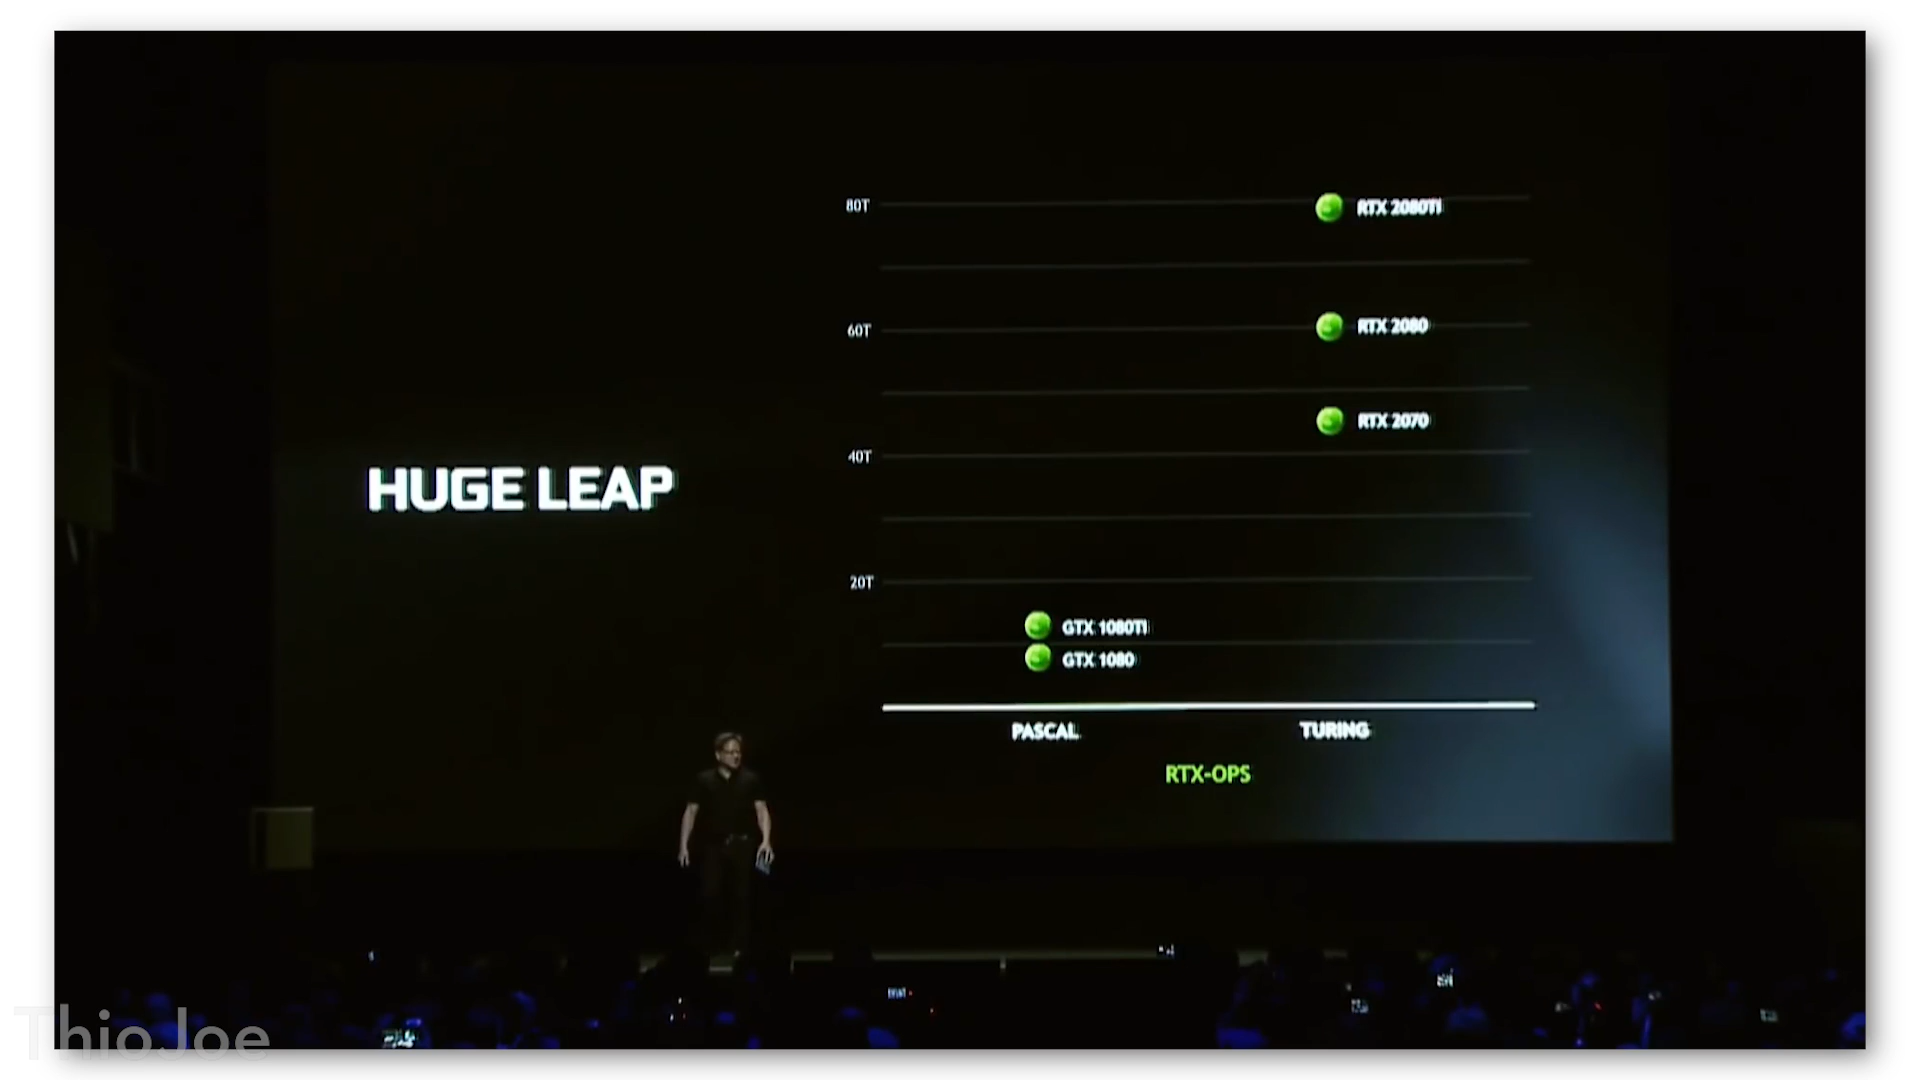 80T
RTX 2080TI
60T
RTX 2080
RTX 2070
40T
HUGE LEAP
20T
GTX 1080TI
GTX 1080
PASCAL
TURING
RTX-OPS
ThioJoe